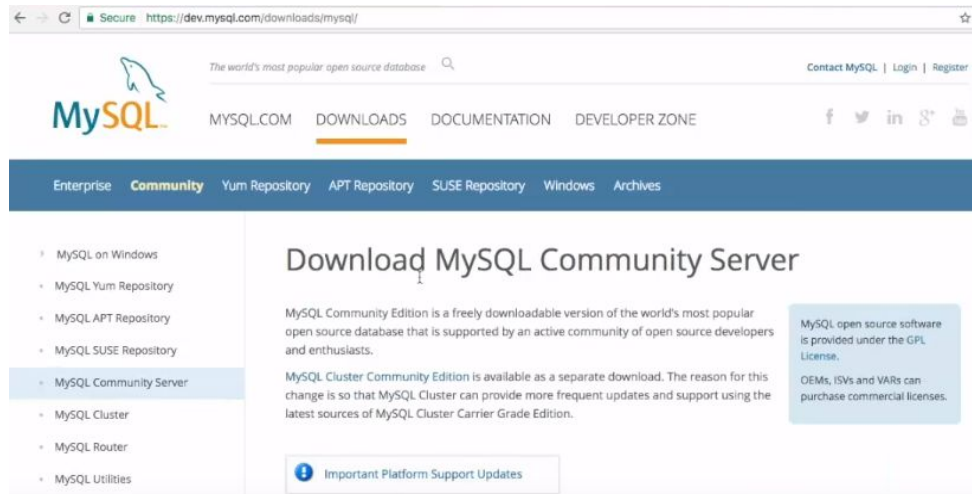 Secure https://dev.mysql.com/downloads/mysql/
The world's most popular open source database
Contact MySQL | Login | Register
MySQL™
MYSQL.COM DOWNLOADS DOCUMENTATION DEVELOPER ZONE
Enterprise Community Yum Repository APT Repository SUSE Repository Windows Archives
MySQL on Windows
MySQL Yum Repository
MySQL APT Repository
MySQL SUSE Repository
MySQL Community Server
MySQL Cluster
MySQL Router
MySQL Utilities
Download MySQL Community Server
MySQL Community Edition is a freely downloadable version of the world's most popular
open source database that is supported by an active community of open source developers
and enthusiasts.
MySQL Cluster Community Edition is available as a separate download. The reason for this
change is so that MySQL Cluster can provide more frequent updates and support using the
latest sources of MySQL Cluster Carrier Grade Edition.
Important Platform Support Updates
MySQL open source software
is provided under the GPL
License.
OEMs, ISVs and VARs can
purchase commercial licenses.